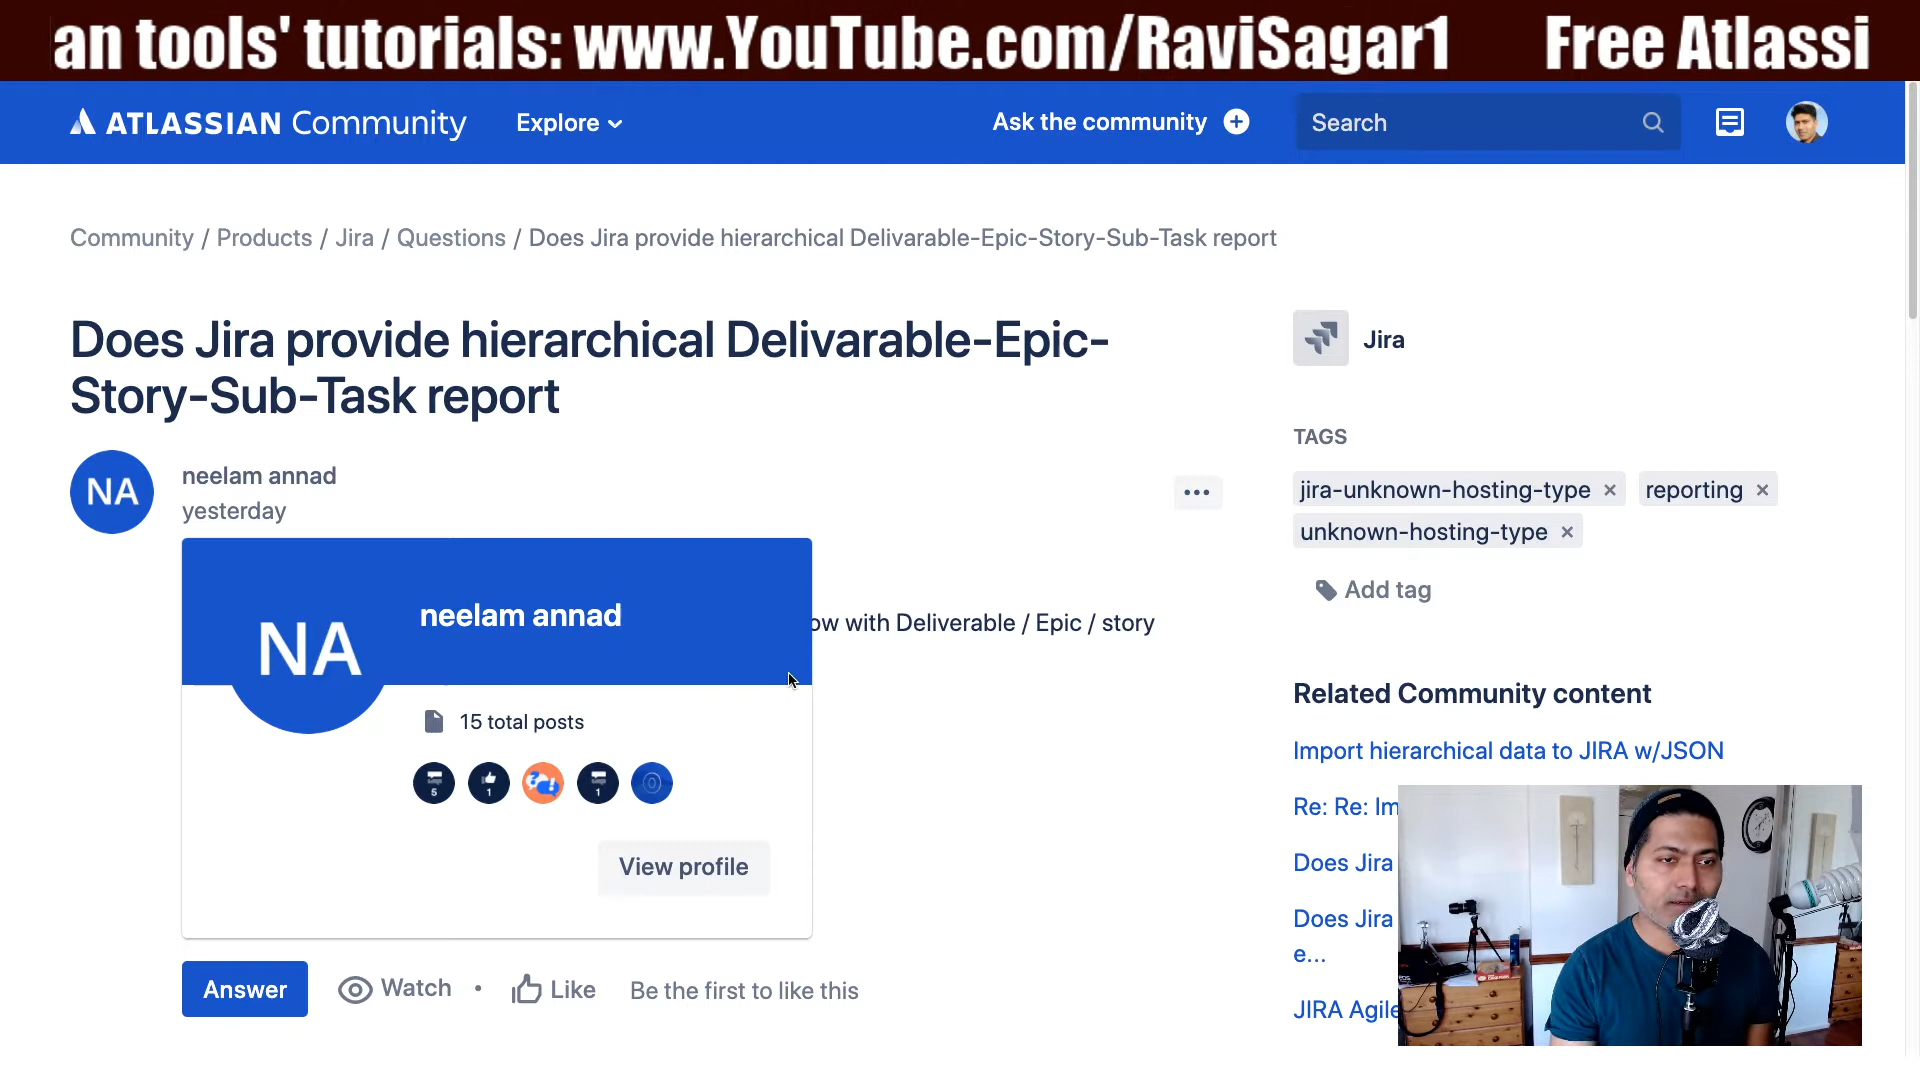 an tools' tutorials: www.YouTube.com/RaviSagar1 Free Atlassi
ATLASSIAN Community Explore Ask the community Search
Community / Products / Jira / Questions / Does Jira provide hierarchical Delivarable-Epic-Story-Sub-Task report
Does Jira provide hierarchical Delivarable-Epic-
Story-Sub-Task report
NA
neelam annad
yesterday
NA
neelam annad
ow with Deliverable / Epic / story
15 total posts
5 1 1
View profile
Answer Watch • Like Be the first to like this
Jira
TAGS
jira-unknown-hosting-type × reporting ×
unknown-hosting-type ×
Add tag
Related Community content
Import hierarchical data to JIRA w/JSON
Re: Re: Im
Does Jira
Does Jira
e...
JIRA Agile